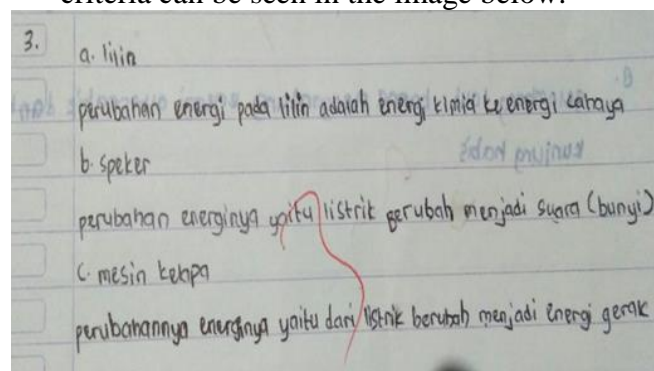 criteria can be seen in the image below.
3.
a. lilin
perubahan energi pada lilin adalah energi kimia ke energi cahaya
b. speker
perubahan energinya yaitu listrik berubah menjadi suara (bunyi)
c. mesin kelapa
perubahannya energinya yaitu dari listrik berubah menjadi energi gerak